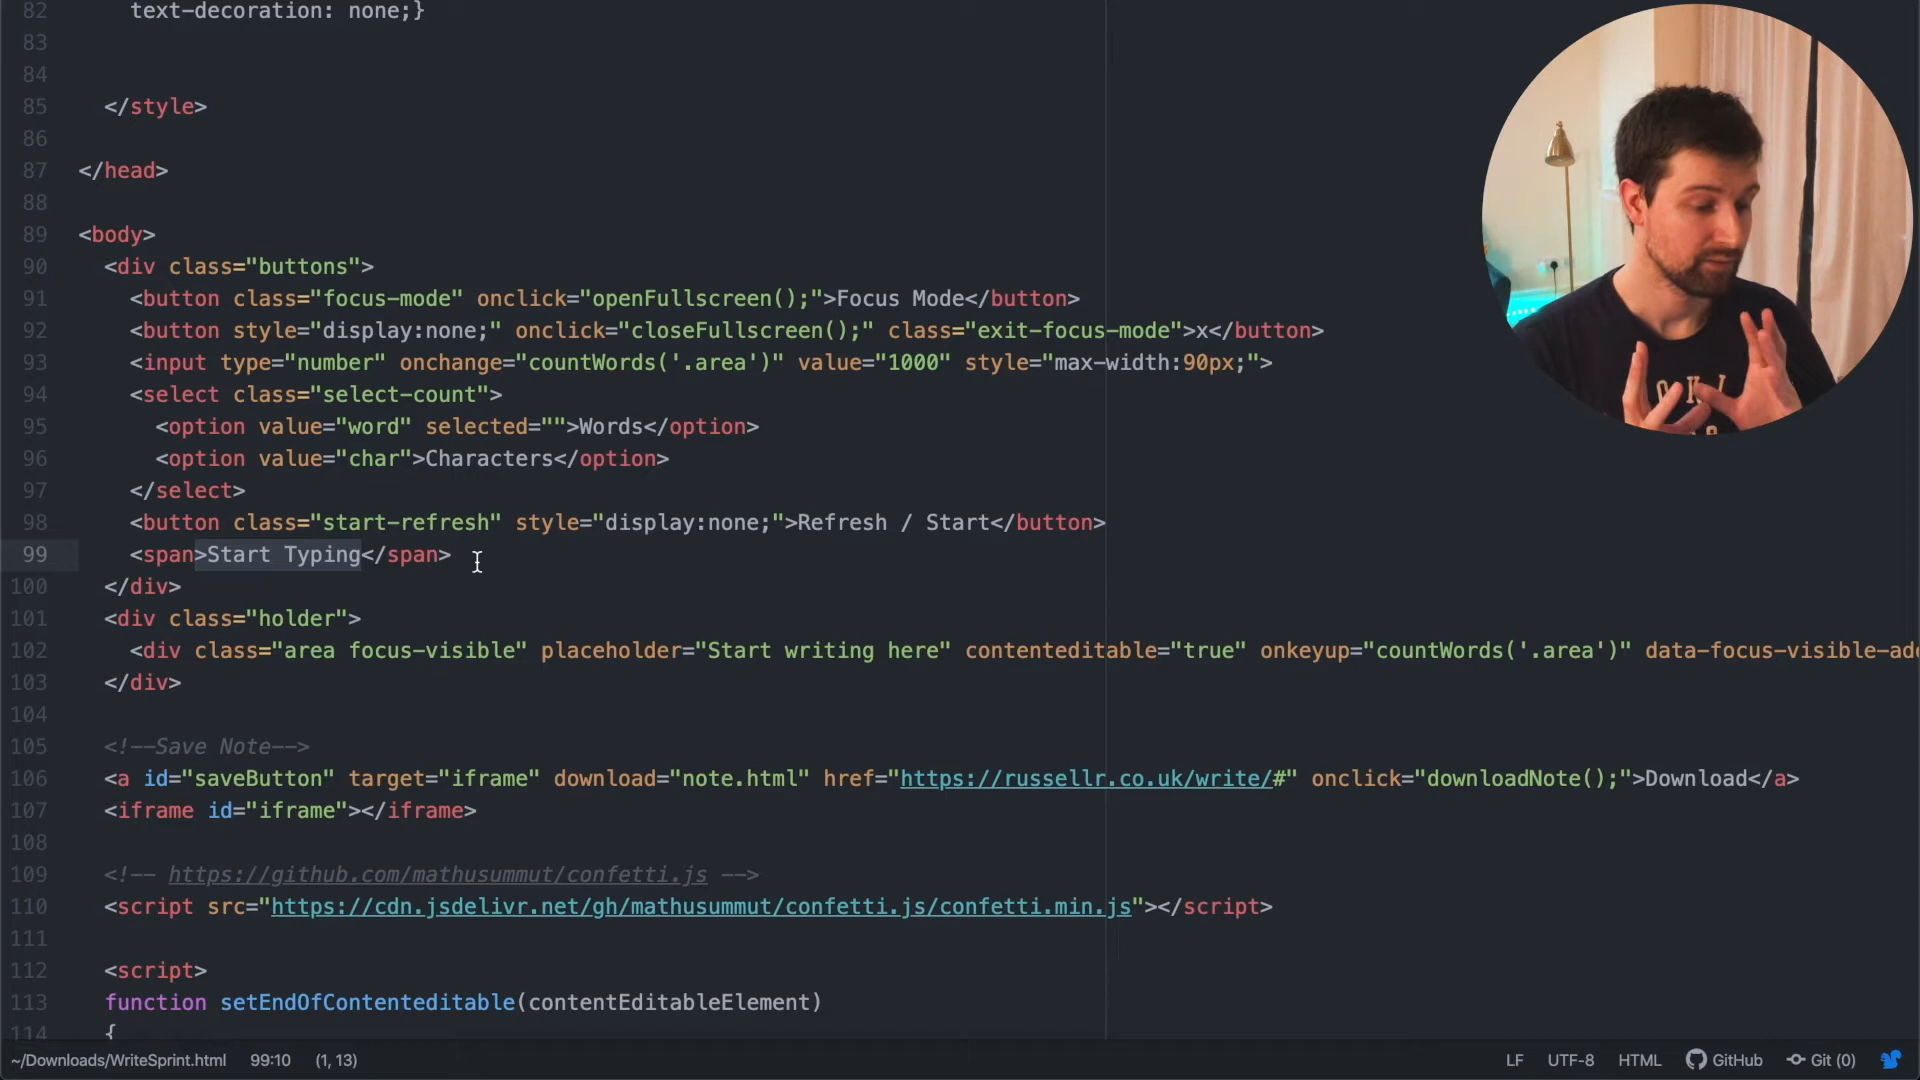 82 text-decoration: none;}
83
84
85 </style>
86
87 </head>
88
89 <body>
90 <div class="buttons">
91 <button class="focus-mode" onclick="openFullscreen();">Focus Mode</button>
92 <button style="display:none;" onclick="closeFullscreen();" class="exit-focus-mode">x</button>
93 <input type="number" onchange="countWords('.area')" value="1000" style="max-width:90px;">
94 <select class="select-count">
95 <option value="word" selected="">Words</option>
96 <option value="char">Characters</option>
97 </select>
98 <button class="start-refresh" style="display:none;">Refresh / Start</button>
99 <span>Start Typing</span>
100 </div>
101 <div class="holder">
102 <div class="area focus-visible" placeholder="Start writing here" contenteditable="true" onkeyup="countWords('.area')" data-focus-visible-add
103 </div>
104
105 <!--Save Note-->
106 <a id="saveButton" target="iframe" download="note.html" href="https://russellr.co.uk/write/#" onclick="downloadNote();">Download</a>
107 <iframe id="iframe"></iframe>
108
109 <!-- https://github.com/mathusummut/confetti.js -->
110 <script src="https://cdn.jsdelivr.net/gh/mathusummut/confetti.js/confetti.min.js"></script>
111
112 <script>
113 function setEndOfContenteditable(contentEditableElement)
114 {
~/Downloads/WriteSprint.html 99:10 (1, 13) LF UTF-8 HTML GitHub Git (0)